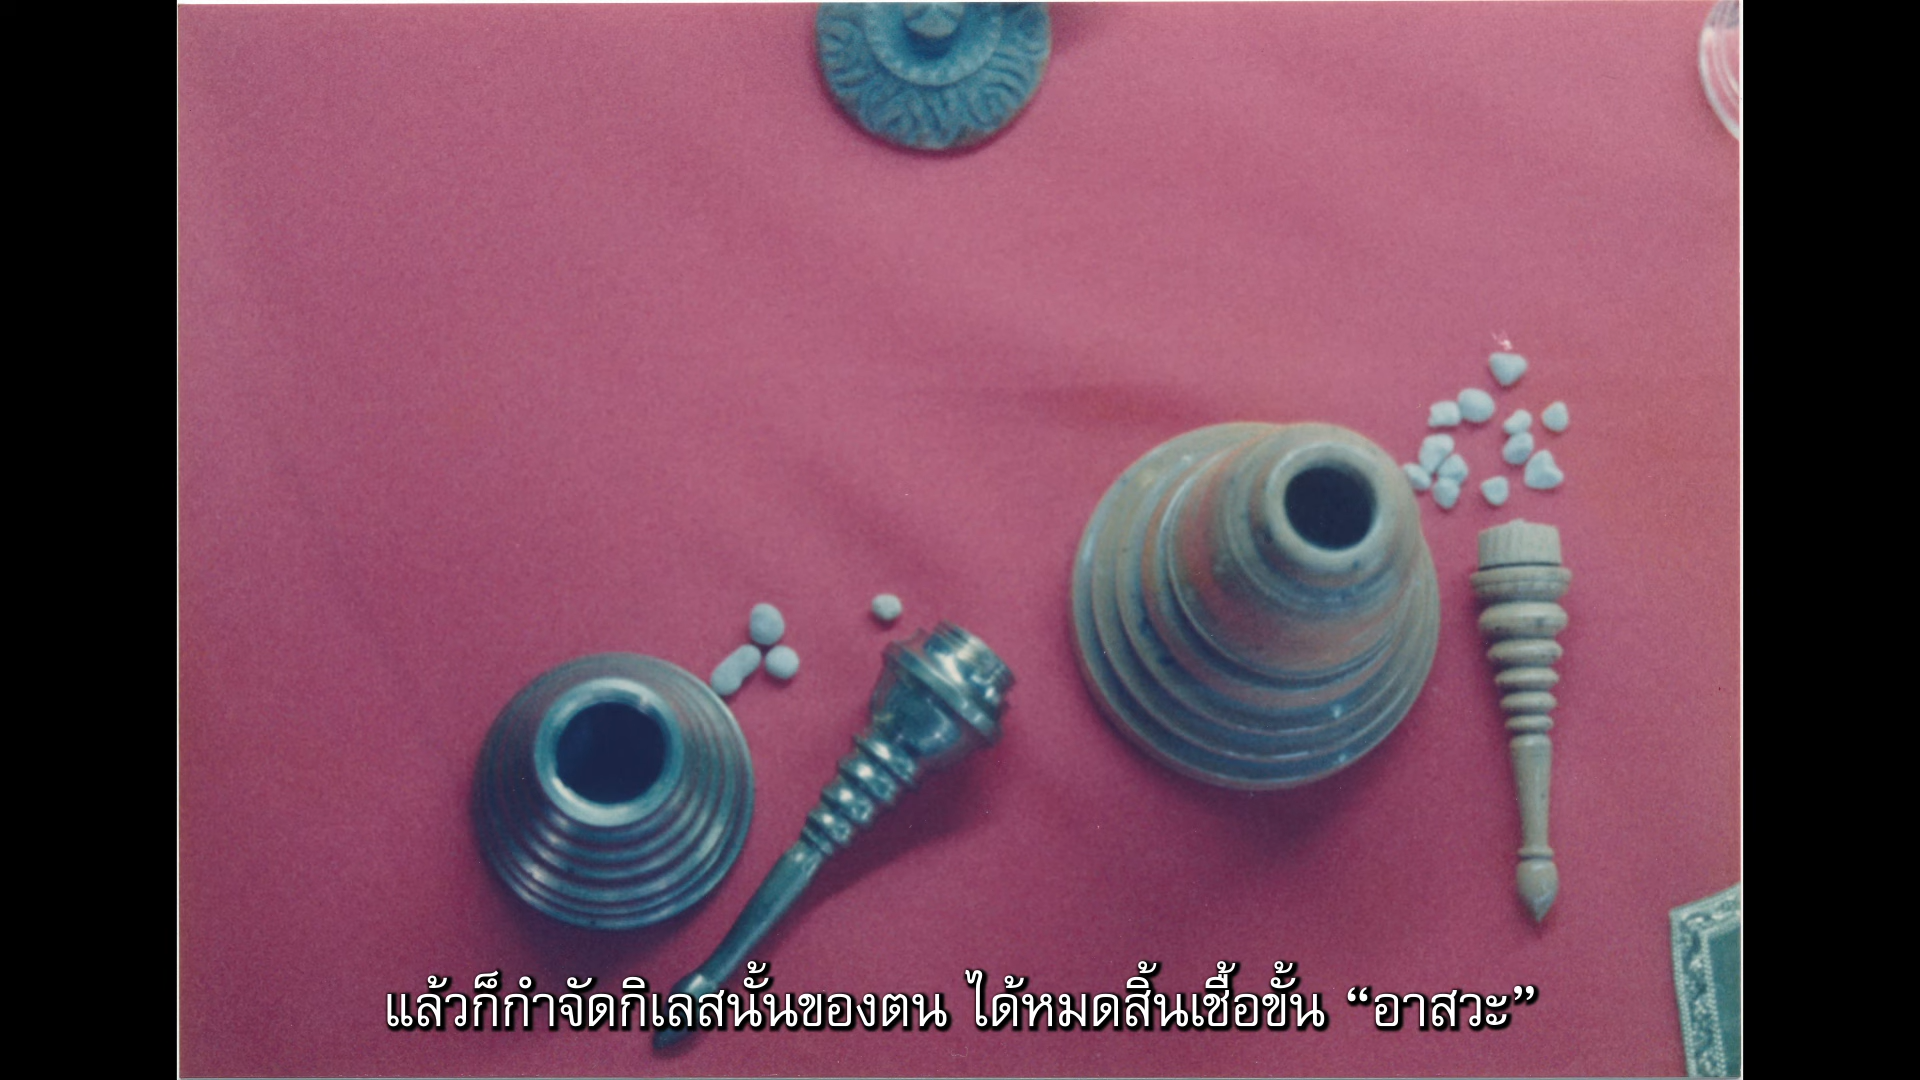 แล้วก็กำจัดกิเลสนั้นของตน ได้หมดสิ้นเชื้อขั้น “อาสวะ”